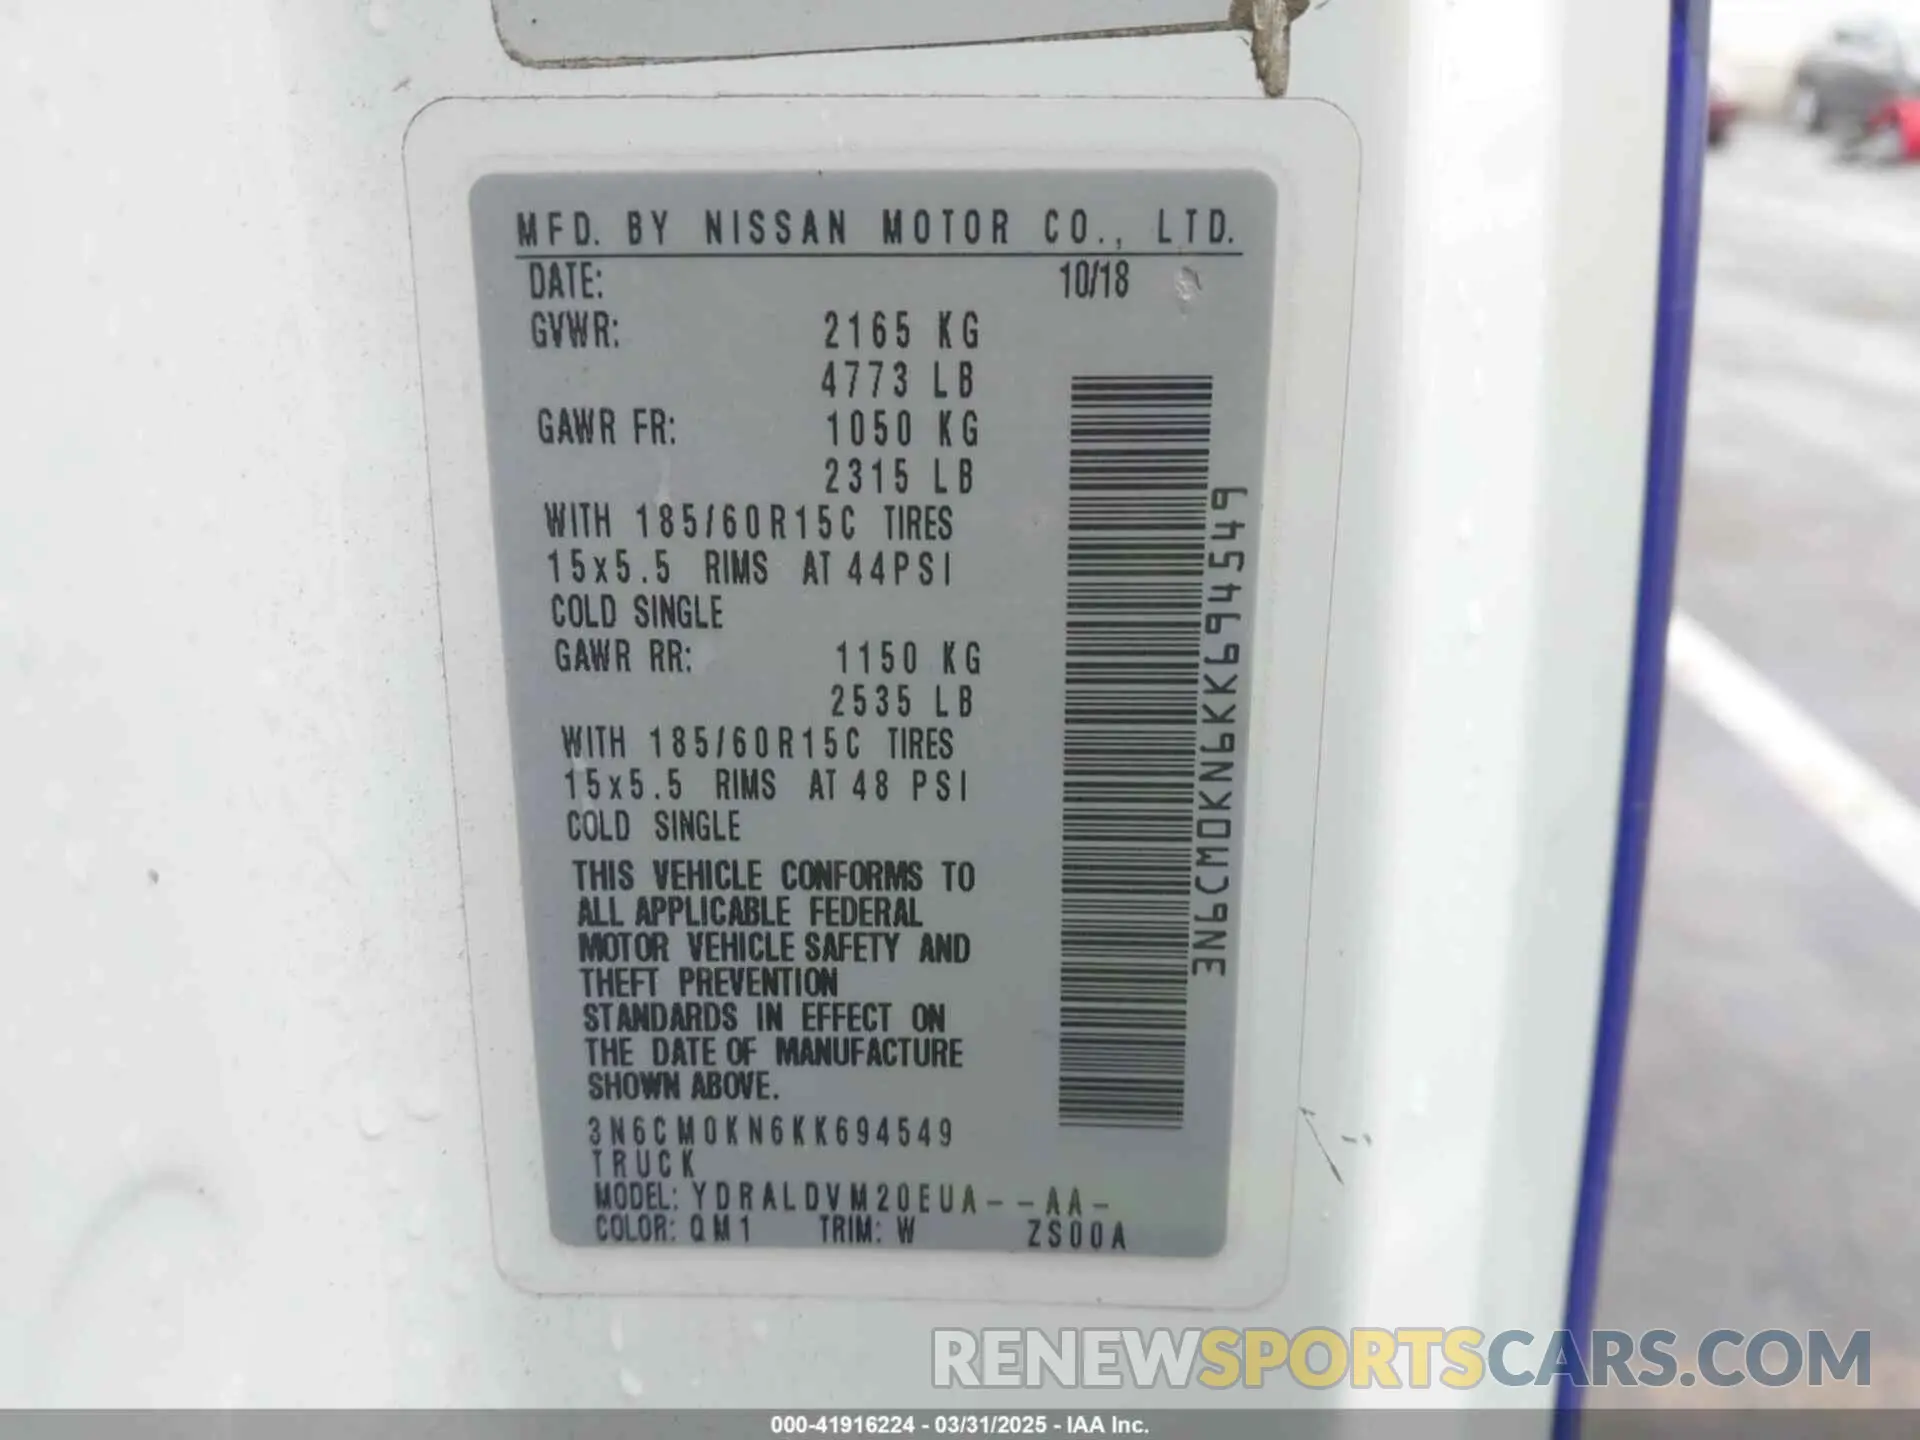 MFD. BY NISSAN MOTOR CO., LTD.
DATE: 10/18
GVWR: 2165 KG
4773 LB
GAWR FR: 1050 KG
2315 LB
WITH 185/60R15C TIRES
15x5.5 RIMS AT 44PSI
COLD SINGLE
GAWR RR: 1150 KG
2535 LB
WITH 185/60R15C TIRES
15x5.5 RIMS AT 48 PSI
COLD SINGLE
THIS VEHICLE CONFORMS TO
ALL APPLICABLE FEDERAL
MOTOR VEHICLE SAFETY AND
THEFT PREVENTION
STANDARDS IN EFFECT ON
THE DATE OF MANUFACTURE
SHOWN ABOVE.
3N6CM0KN6KK694549
TRUCK
MODEL: YDRALDVM20EUA--AA-
COLOR: QM1 TRIM: W ZS00A
3N6CM0KN6KK694549
RENEWSPORTSCARS.COM
000-41916224 - 03/31/2025 - IAA Inc.